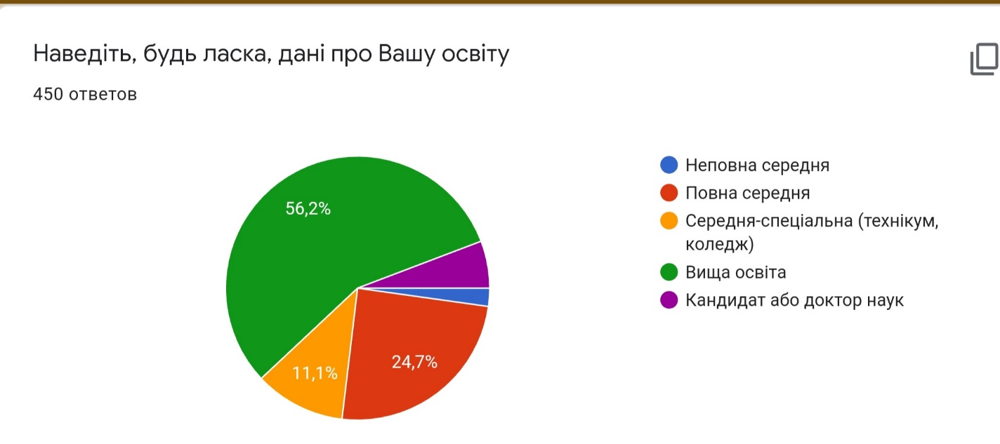 Наведіть, будь ласка, дані про Вашу освіту
450 ответов
56,2%
11,1%
24,7%
Неповна середня
Повна середня
Середня-спеціальна (технікум,
коледж)
Вища освіта
Кандидат або доктор наук